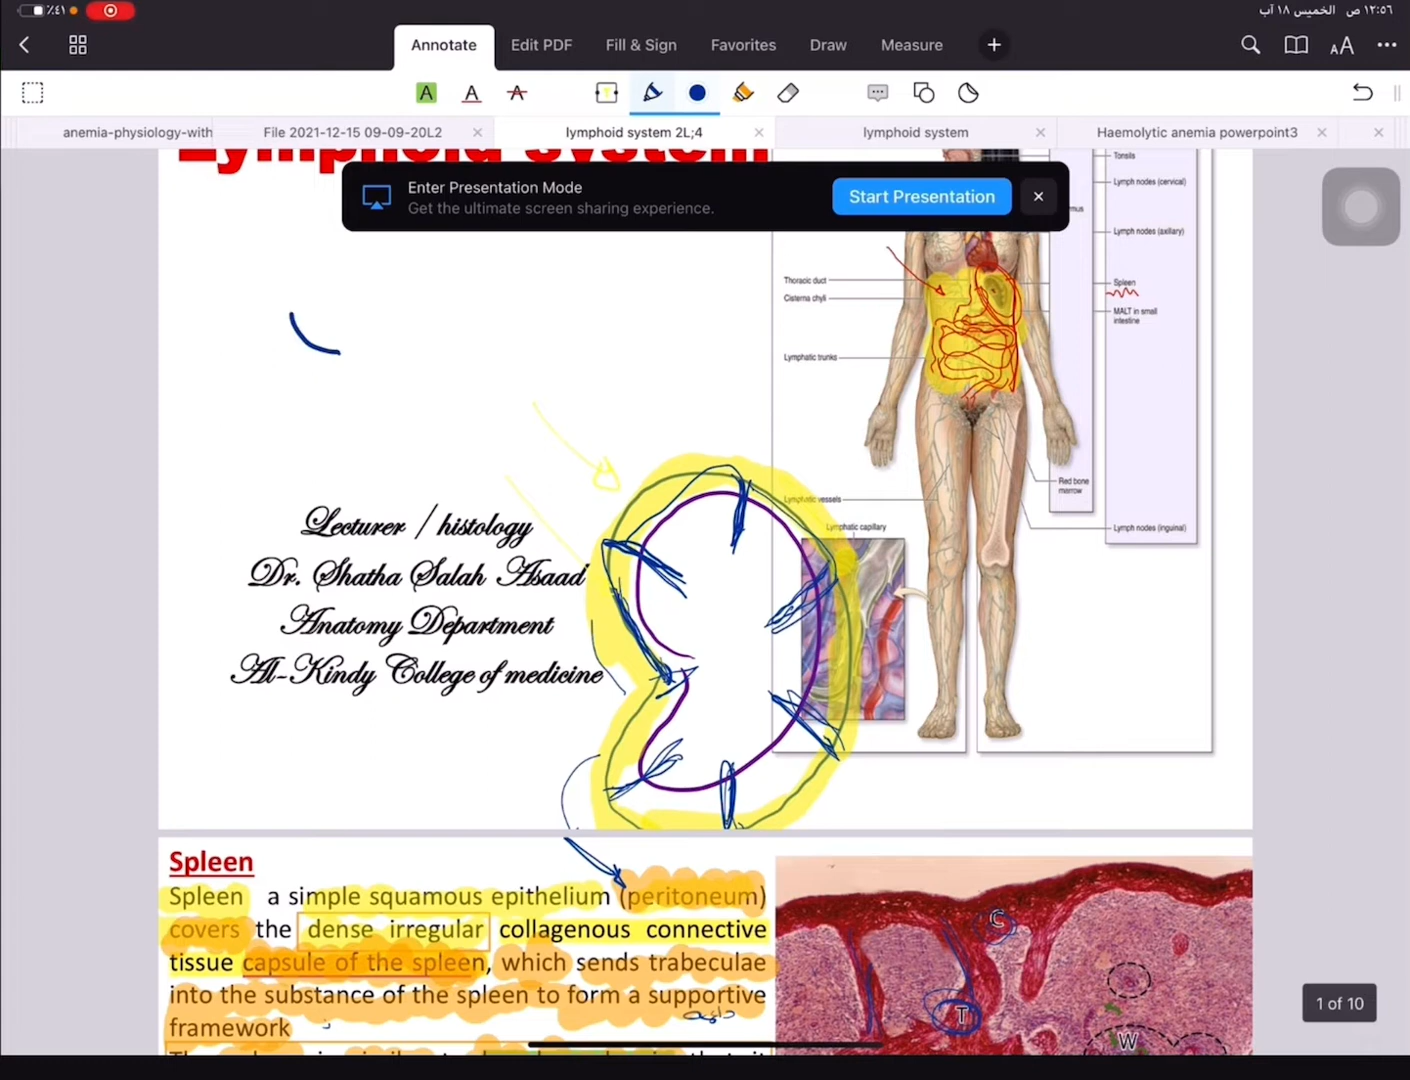 ٪٤١
١٢:٥٦ ص الخميس ١٨ آب
Annotate
Edit PDF
Fill & Sign
Favorites
Draw
Measure
AA
A A A
anemia-physiology-with
File 2021-12-15 09-09-20L2
lymphoid system 2L;4
lymphoid system
Haemolytic anemia powerpoint3
Lymphoid system
Enter Presentation Mode
Get the ultimate screen sharing experience.
Start Presentation
Tonsils
Lymph nodes (cervical)
mus
Lymph nodes (axillary)
Thoracic duct
Cisterna chyli
Spleen
MALT in small
intestine
Lymphatic trunks
Lymphatic vessels
Red bone
marrow
Lymphatic capillary
Lymph nodes (inguinal)
Lecturer / histology
Dr. Shatha Salah Asaad
Anatomy Department
Al-Kindy College of medicine
Spleen
Spleen a simple squamous epithelium (peritoneum)
covers the dense irregular collagenous connective
tissue capsule of the spleen, which sends trabeculae
into the substance of the spleen to form a supportive
framework
C
T
W
1 of 10